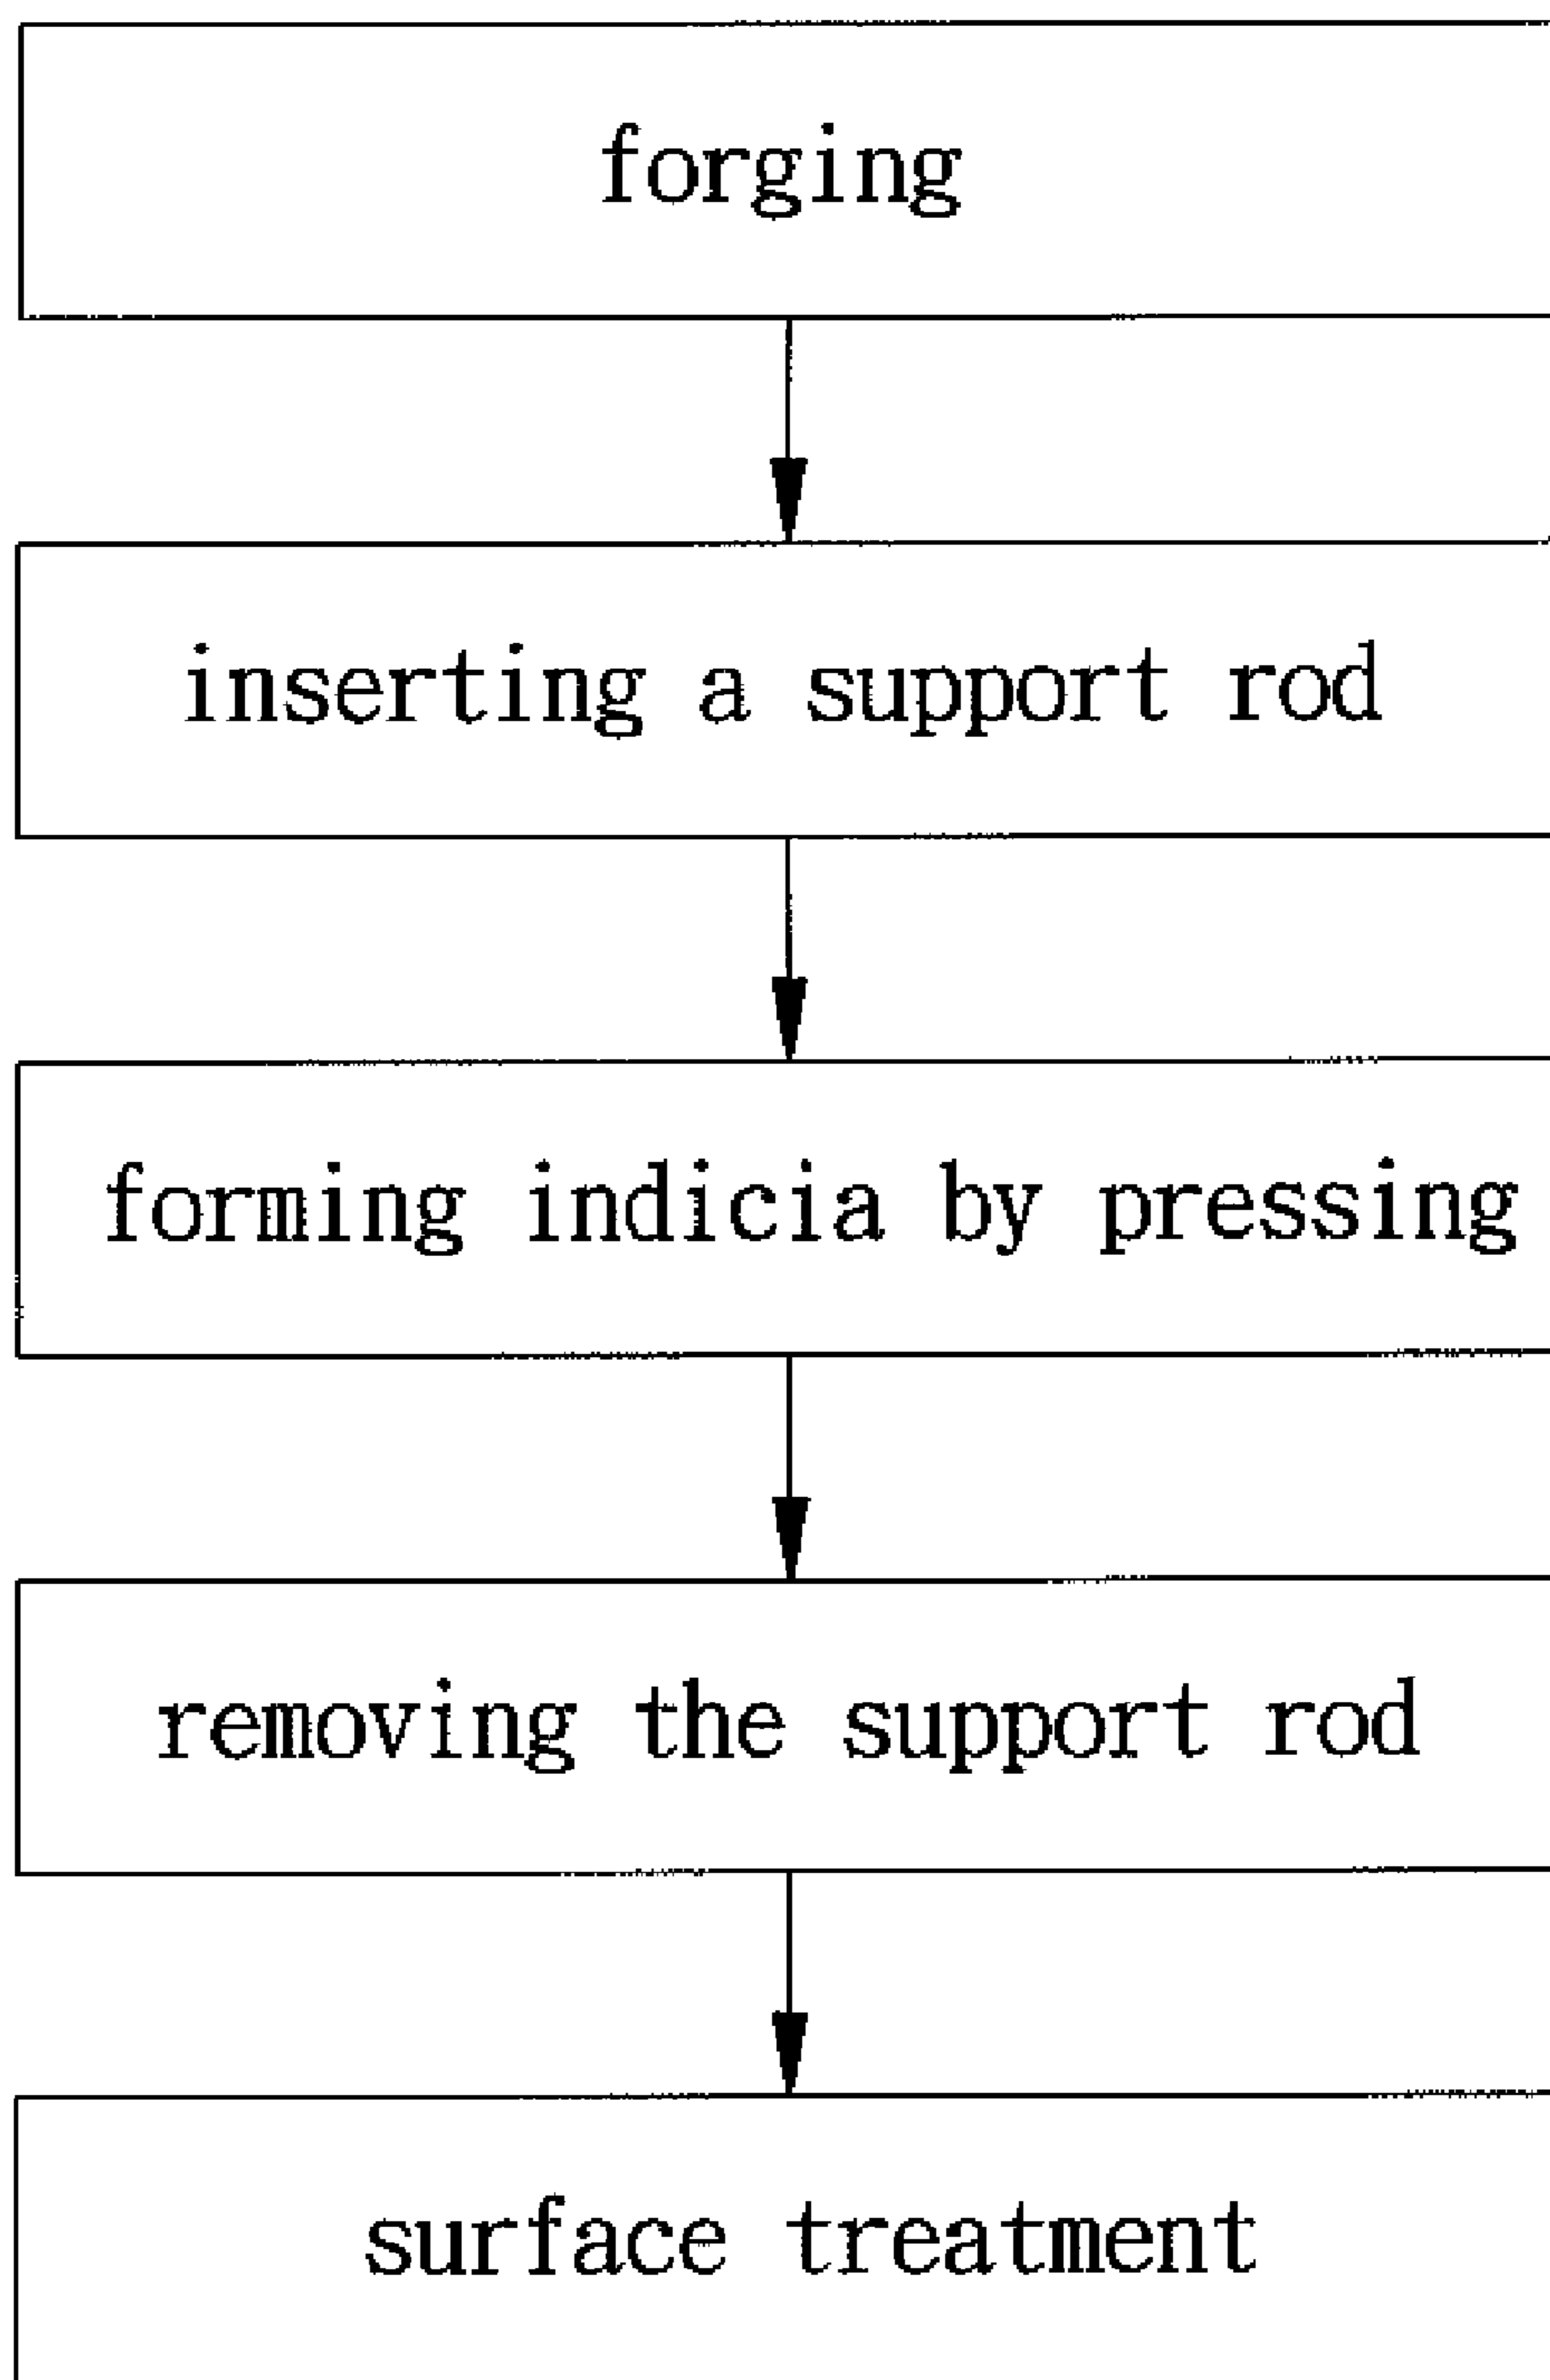 forging
inserting a support rod
forming indicia by pressing
removing the support rod
surface treatment